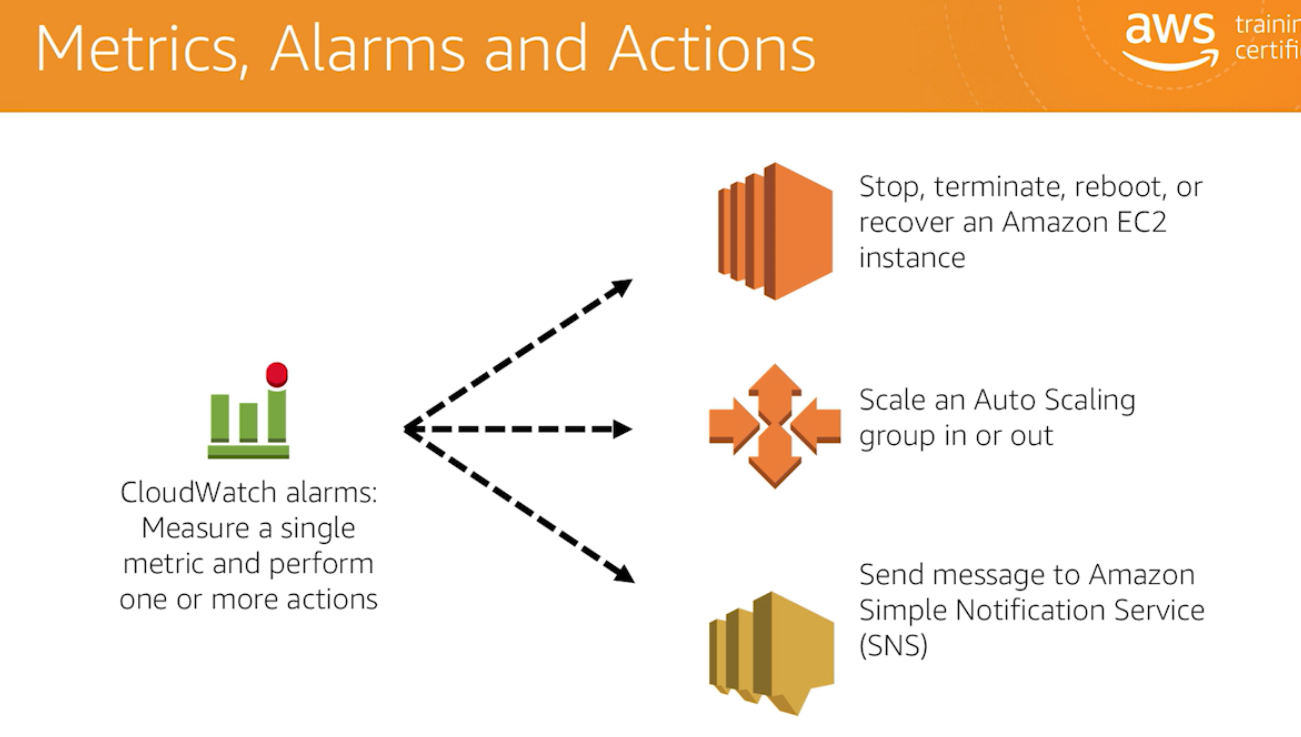 Metrics, Alarms and Actions
aws
Stop, terminate, reboot, or
recover an Amazon EC2
instance
Scale an Auto Scaling
group in or out
CloudWatch alarms:
Measure a single
metric and perform
one or more actions
Send message to Amazon
Simple Notification Service
(SNS)